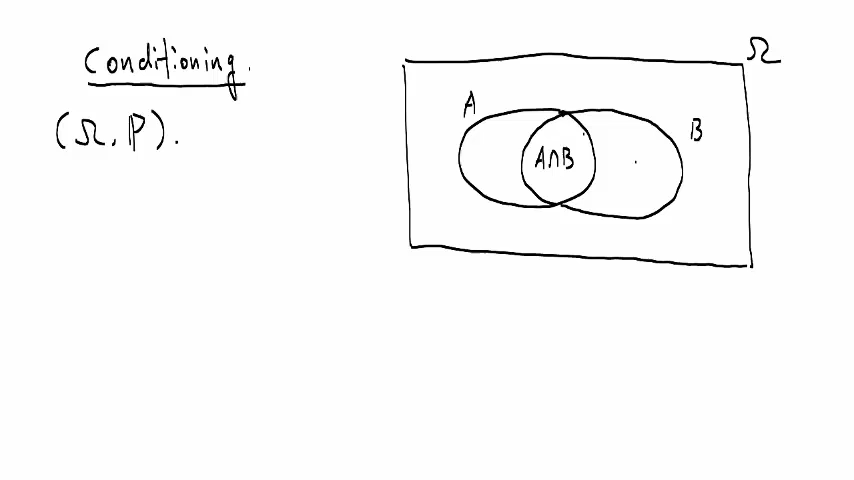 Conditioning.
(Ω, ℙ).
Ω
A
B
A∩B